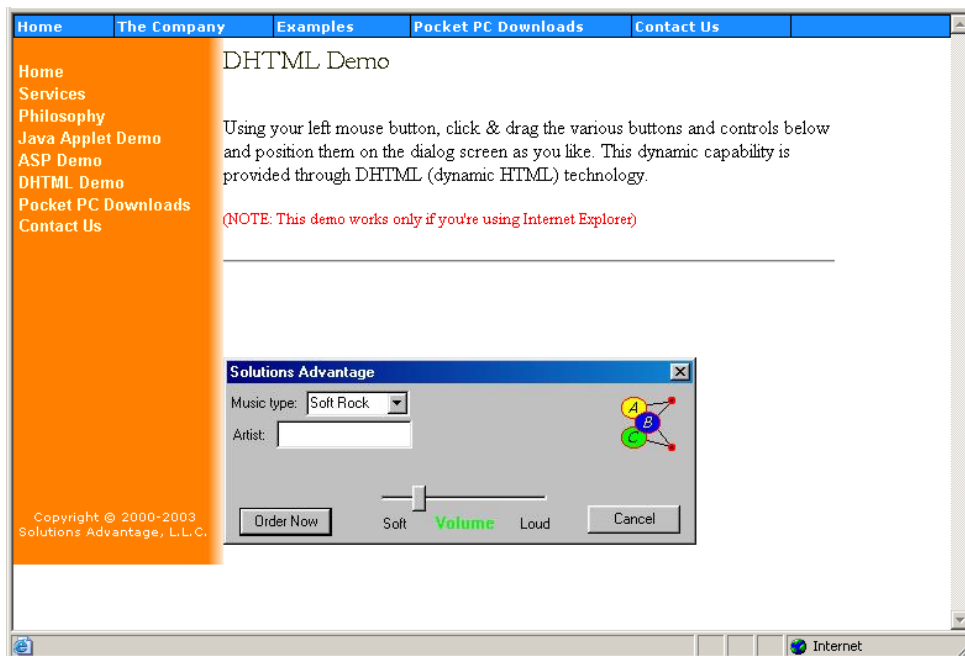 Home The Company Examples Pocket PC Downloads Contact Us
Home
Services
Philosophy
Java Applet Demo
ASP Demo
DHTML Demo
Pocket PC Downloads
Contact Us
Copyright © 2000-2003
Solutions Advantage, L.L.C.
DHTML Demo
Using your left mouse button, click & drag the various buttons and controls below
and position them on the dialog screen as you like. This dynamic capability is
provided through DHTML (dynamic HTML) technology.
(NOTE: This demo works only if you're using Internet Explorer)
Solutions Advantage
Music type: Soft Rock
Artist:
A
B
C
Order Now Soft Volume Loud Cancel
Internet